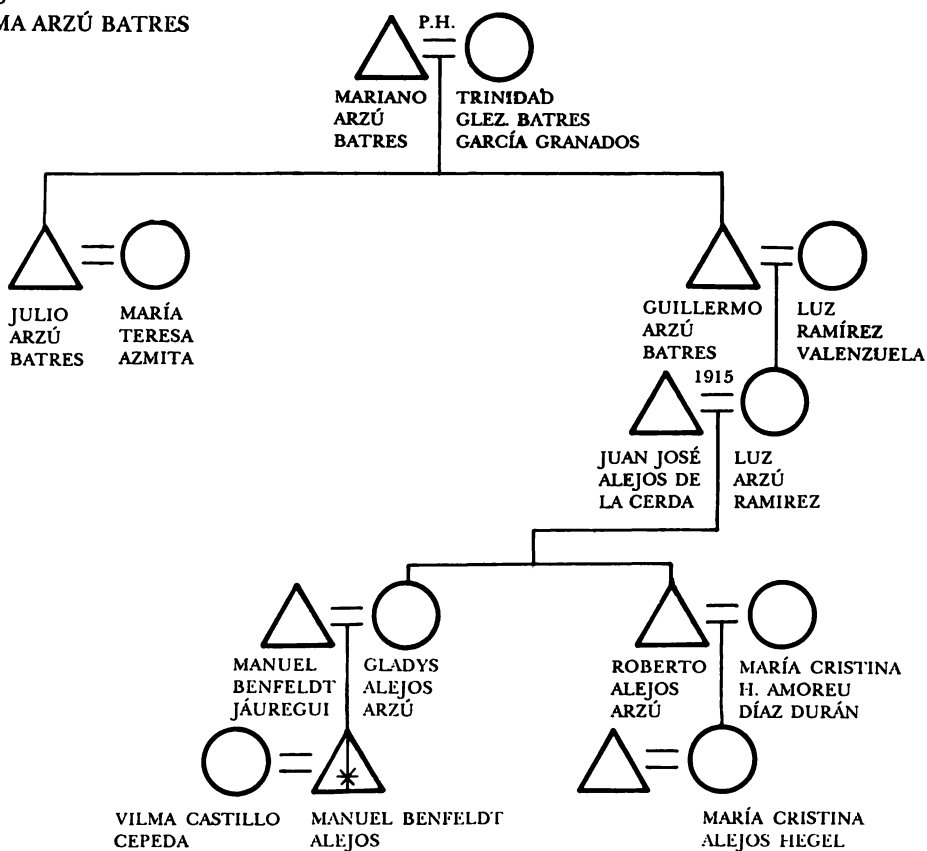 MA ARZÚ BATRES
P.H.
MARIANO
ARZÚ
BATRES
TRINIDAD
GLEZ. BATRES
GARCÍA GRANADOS
JULIO
ARZÚ
BATRES
MARÍA
TERESA
AZMITA
GUILLERMO
ARZÚ
BATRES
LUZ
RAMÍREZ
VALENZUELA
1915
JUAN JOSÉ
ALEJOS DE
LA CERDA
LUZ
ARZÚ
RAMIREZ
MANUEL
BENFELDT
JÁUREGUI
GLADYS
ALEJOS
ARZÚ
ROBERTO
ALEJOS
ARZÚ
MARÍA CRISTINA
H. AMOREU
DÍAZ DURÁN
VILMA CASTILLO
CEPEDA
MANUEL BENFELDT
ALEJOS
MARÍA CRISTINA
ALEJOS HEGEL